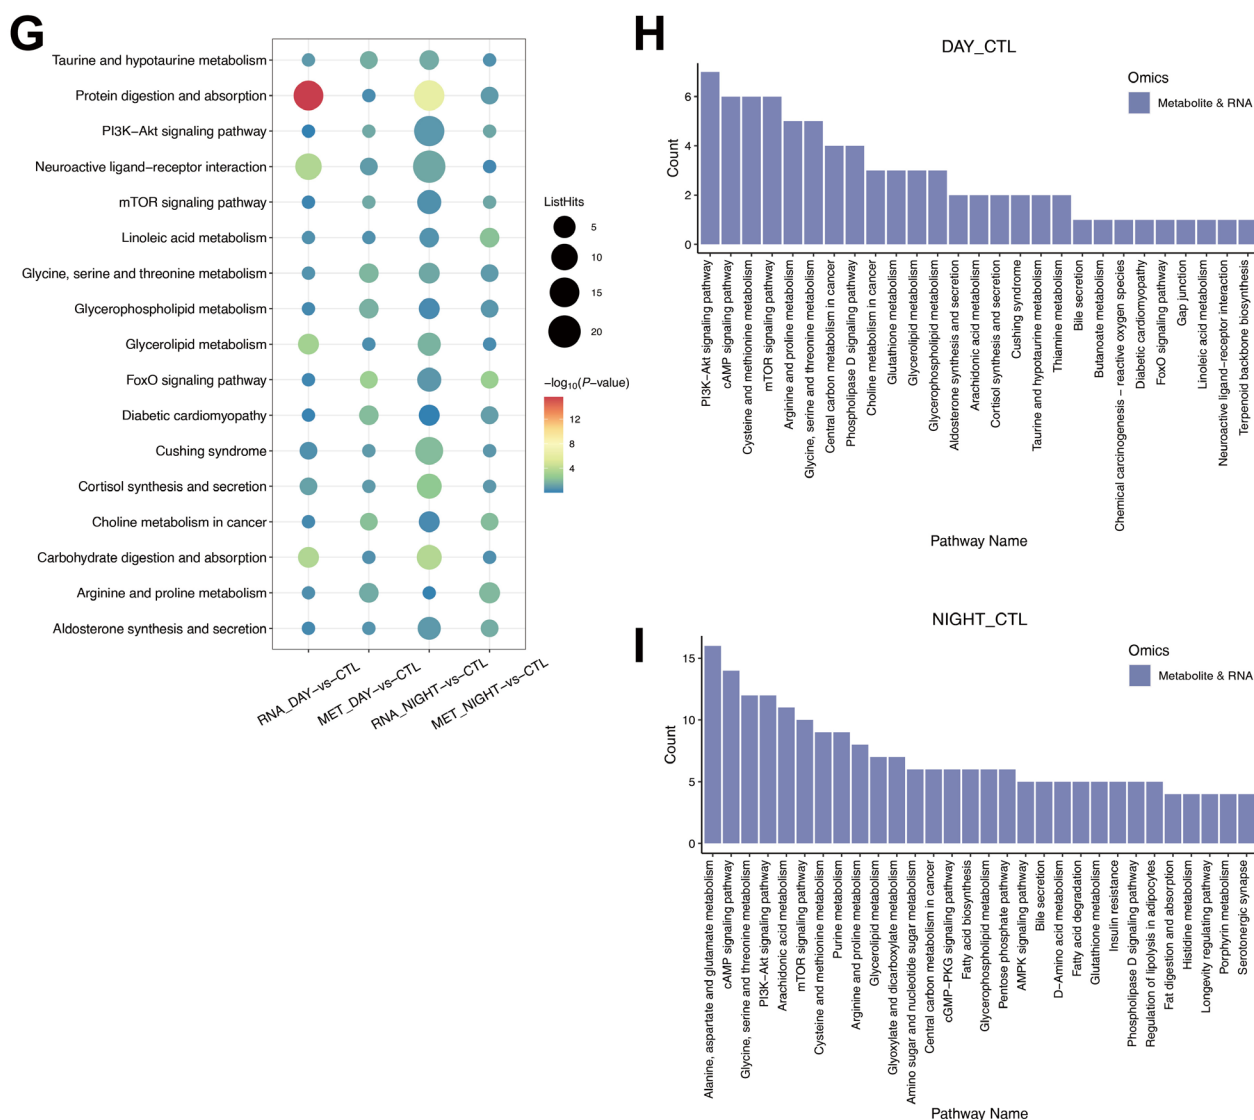 G
Taurine and hypotaurine metabolism
Protein digestion and absorption
PI3K−Akt signaling pathway
Neuroactive ligand−receptor interaction
mTOR signaling pathway
Linoleic acid metabolism
Glycine, serine and threonine metabolism
Glycerophospholipid metabolism
Glycerolipid metabolism
FoxO signaling pathway
Diabetic cardiomyopathy
Cushing syndrome
Cortisol synthesis and secretion
Choline metabolism in cancer
Carbohydrate digestion and absorption
Arginine and proline metabolism
Aldosterone synthesis and secretion
RNA_DAY−vs−CTL
MET_DAY−vs−CTL
RNA_NIGHT−vs−CTL
MET_NIGHT−vs−CTL
ListHits
5
10
15
20
−log10(P−value)
12
8
4
H
DAY_CTL
Omics
Metabolite & RNA
Count
6
4
2
0
PI3K−Akt signaling pathway
cAMP signaling pathway
Cysteine and methionine metabolism
mTOR signaling pathway
Arginine and proline metabolism
Glycine, serine and threonine metabolism
Central carbon metabolism in cancer
Phospholipase D signaling pathway
Choline metabolism in cancer
Glutathione metabolism
Glycerolipid metabolism
Glycerophospholipid metabolism
Aldosterone synthesis and secretion
Arachidonic acid metabolism
Cortisol synthesis and secretion
Cushing syndrome
Taurine and hypotaurine metabolism
Thiamine metabolism
Bile secretion
Butanoate metabolism
Chemical carcinogenesis − reactive oxygen species
Diabetic cardiomyopathy
FoxO signaling pathway
Gap junction
Linoleic acid metabolism
Neuroactive ligand−receptor interaction
Terpenoid backbone biosynthesis
Pathway Name
I
NIGHT_CTL
Omics
Metabolite & RNA
Count
15
10
5
0
Alanine, aspartate and glutamate metabolism
cAMP signaling pathway
Glycine, serine and threonine metabolism
PI3K−Akt signaling pathway
Arachidonic acid metabolism
mTOR signaling pathway
Cysteine and methionine metabolism
Purine metabolism
Arginine and proline metabolism
Glycerolipid metabolism
Glyoxylate and dicarboxylate metabolism
Amino sugar and nucleotide sugar metabolism
Central carbon metabolism in cancer
cGMP−PKG signaling pathway
Fatty acid biosynthesis
Glycerophospholipid metabolism
Pentose phosphate pathway
AMPK signaling pathway
Bile secretion
D−Amino acid metabolism
Fatty acid degradation
Glutathione metabolism
Insulin resistance
Phospholipase D signaling pathway
Regulation of lipolysis in adipocytes
Fat digestion and absorption
Histidine metabolism
Longevity regulating pathway
Porphyrin metabolism
Serotonergic synapse
Pathway Name